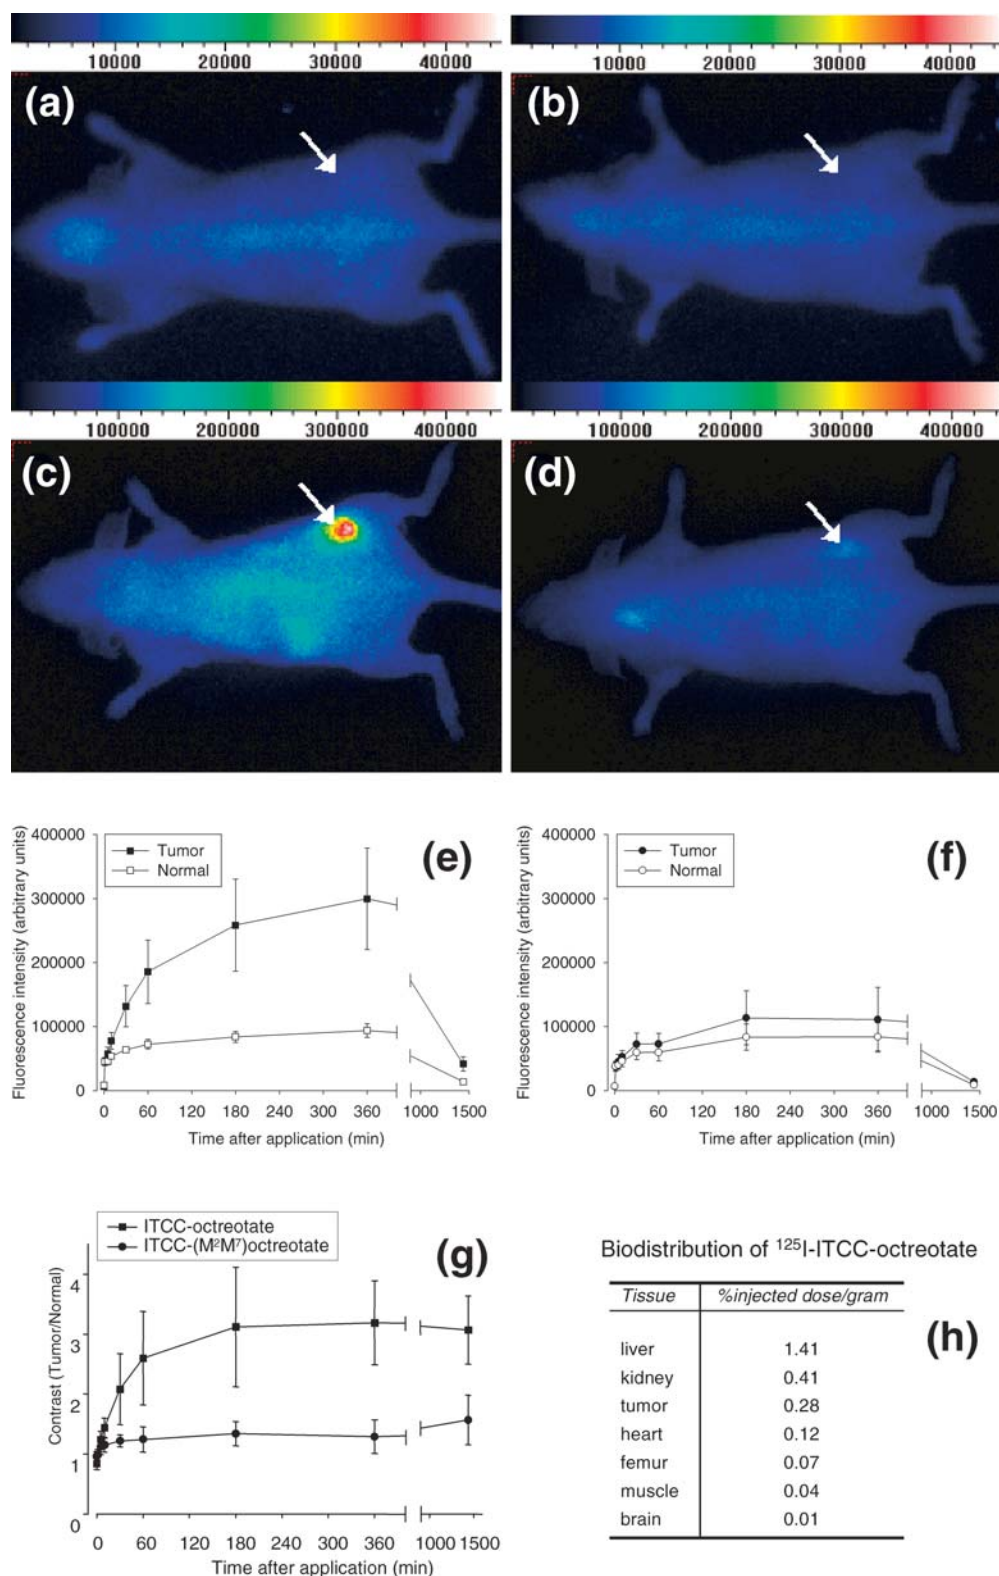 10000 20000 30000 40000
10000 20000 30000 40000
(a)
(b)
100000 200000 300000 400000
100000 200000 300000 400000
(c)
(d)
Fluorescence intensity (arbitrary units)
400000
300000
200000
100000
0
Tumor
Normal
(e)
0 60 120 180 240 300 360 1000 1500
Time after application (min)
Fluorescence intensity (arbitrary units)
400000
300000
200000
100000
0
Tumor
Normal
(f)
0 60 120 180 240 300 360 1000 1500
Time after application (min)
ITCC-octreotate
ITCC-(M²M⁷)octreotate
(g)
Contrast (Tumor/Normal)
4
3
2
1
0
0 60 120 180 240 300 360 1000 1500
Time after application (min)
Biodistribution of ¹²⁵I-ITCC-octreotate
Tissue %injected dose/gram
(h)
liver 1.41
kidney 0.41
tumor 0.28
heart 0.12
femur 0.07
muscle 0.04
brain 0.01